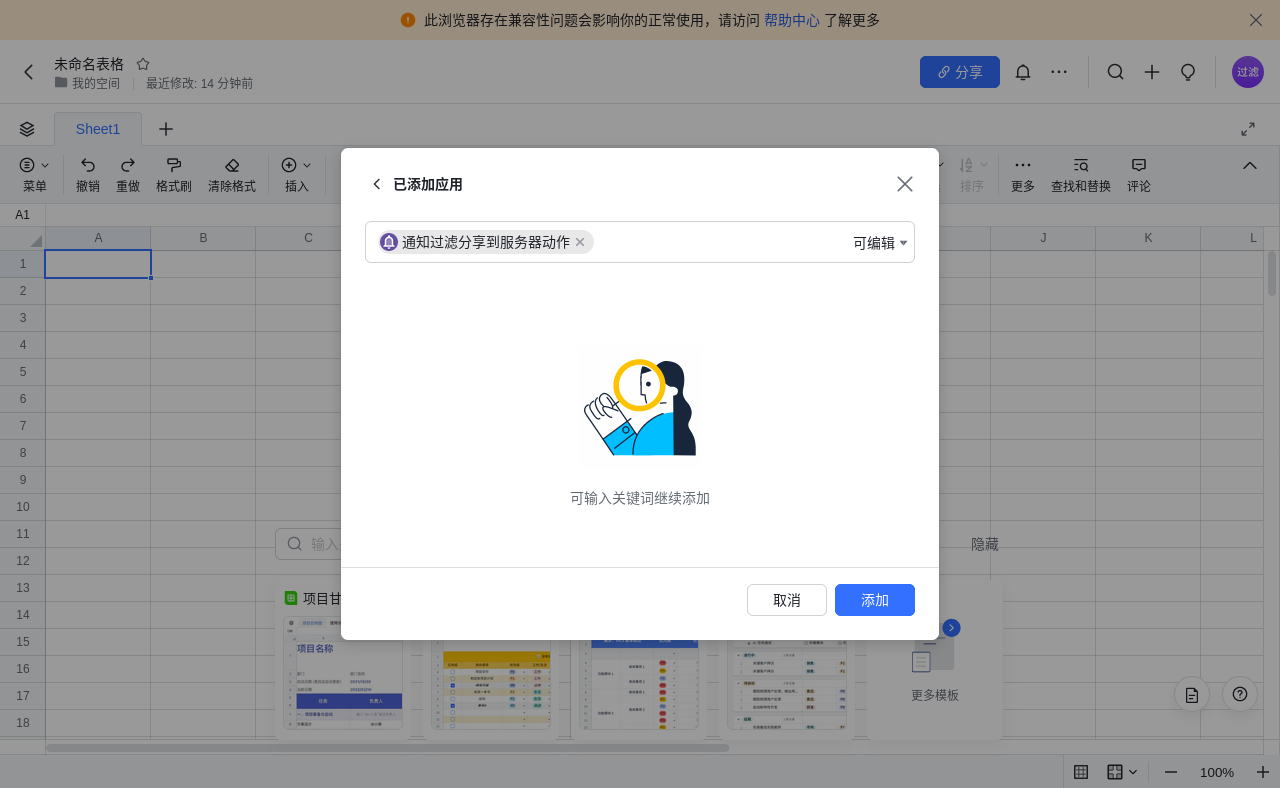 此浏览器存在兼容性问题会影响你的正常使用，请访问 帮助中心 了解更多
未命名表格
我的空间
最近修改: 14 分钟前
分享
过滤
Sheet1
菜单
撤销
重做
格式刷
清除格式
插入
排序
更多
查找和替换
评论
A1
已添加应用
通知过滤分享到服务器动作
可编辑
可输入关键词继续添加
取消
添加
A
B
C
J
K
L
1
2
3
4
5
6
7
8
9
10
11
12
13
14
15
16
17
18
输入
隐藏
项目甘
项目名称
任务
负责人
更多模板
100%